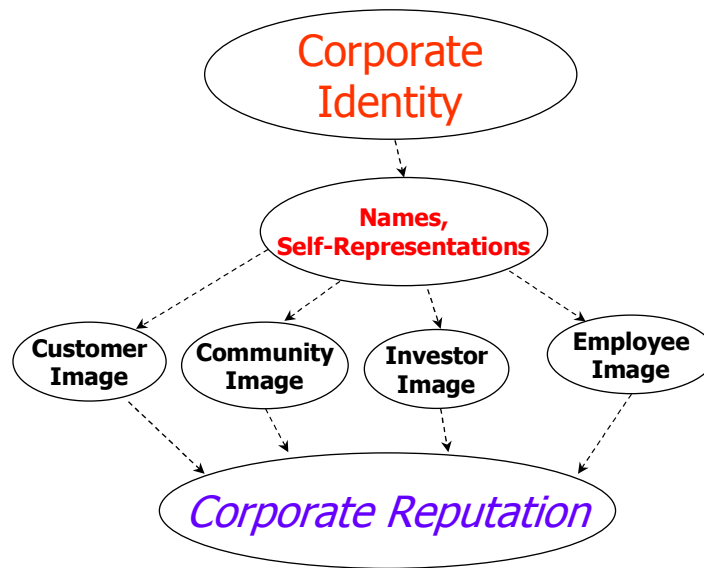 Corporate
Identity
Names,
Self-Representations
Customer
Image
Community
Image
Investor
Image
Employee
Image
Corporate Reputation